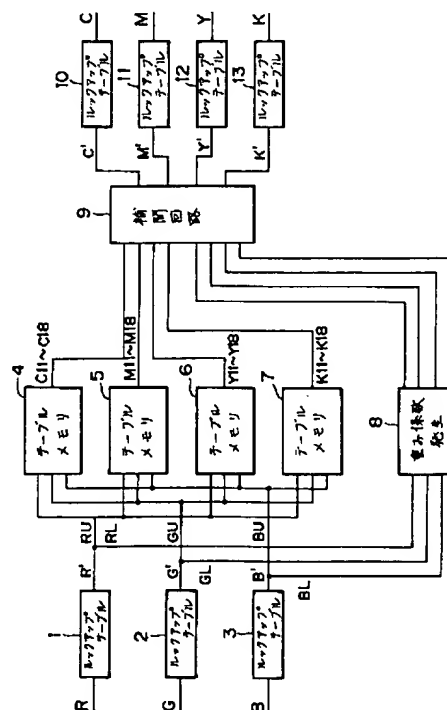 R
1
ルックアップ
テーブル
R'
RU
RL
G
2
ルックアップ
テーブル
G'
GU
GL
B
3
ルックアップ
テーブル
B'
BU
BL
4
テーブル
メモリ
C11~C18
5
テーブル
メモリ
M11~M18
6
テーブル
メモリ
Y11~Y18
7
テーブル
メモリ
K11~K18
8
重み係数
発生
9
補間回路
C'
10
ルックアップ
テーブル
C
M'
11
ルックアップ
テーブル
M
Y'
12
ルックアップ
テーブル
Y
K'
13
ルックアップ
テーブル
K